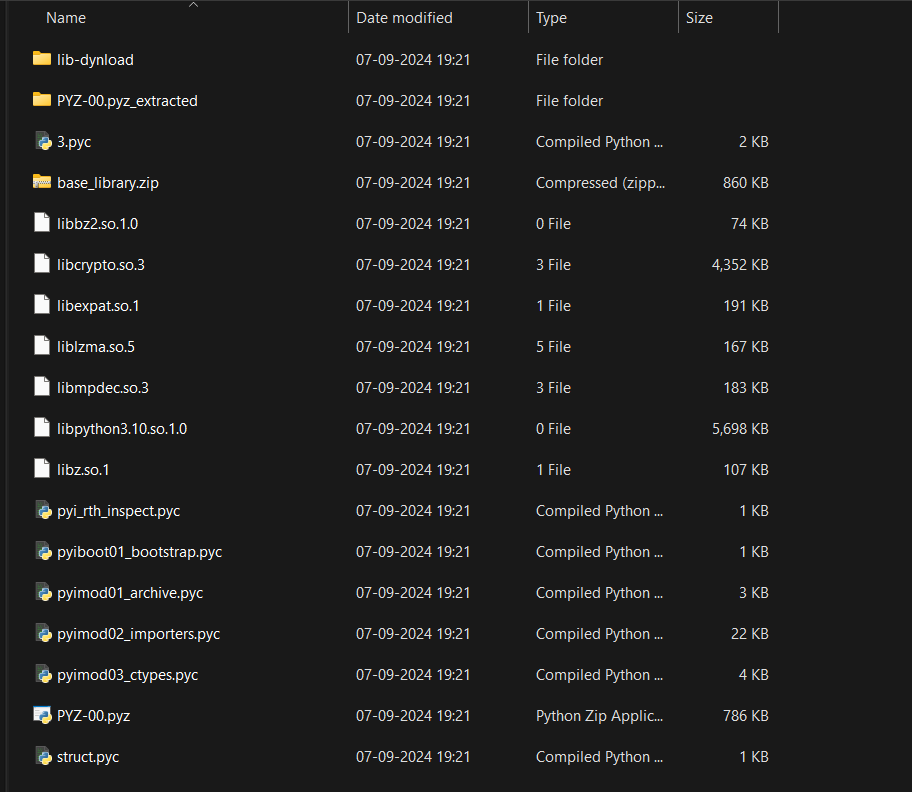 Name Date modified Type Size
lib-dynload 07-09-2024 19:21 File folder
PYZ-00.pyz_extracted 07-09-2024 19:21 File folder
3.pyc 07-09-2024 19:21 Compiled Python ... 2 KB
base_library.zip 07-09-2024 19:21 Compressed (zipp... 860 KB
libbz2.so.1.0 07-09-2024 19:21 0 File 74 KB
libcrypto.so.3 07-09-2024 19:21 3 File 4,352 KB
libexpat.so.1 07-09-2024 19:21 1 File 191 KB
liblzma.so.5 07-09-2024 19:21 5 File 167 KB
libmpdec.so.3 07-09-2024 19:21 3 File 183 KB
libpython3.10.so.1.0 07-09-2024 19:21 0 File 5,698 KB
libz.so.1 07-09-2024 19:21 1 File 107 KB
pyi_rth_inspect.pyc 07-09-2024 19:21 Compiled Python ... 1 KB
pyiboot01_bootstrap.pyc 07-09-2024 19:21 Compiled Python ... 1 KB
pyimod01_archive.pyc 07-09-2024 19:21 Compiled Python ... 3 KB
pyimod02_importers.pyc 07-09-2024 19:21 Compiled Python ... 22 KB
pyimod03_ctypes.pyc 07-09-2024 19:21 Compiled Python ... 4 KB
PYZ-00.pyz 07-09-2024 19:21 Python Zip Applic... 786 KB
struct.pyc 07-09-2024 19:21 Compiled Python ... 1 KB